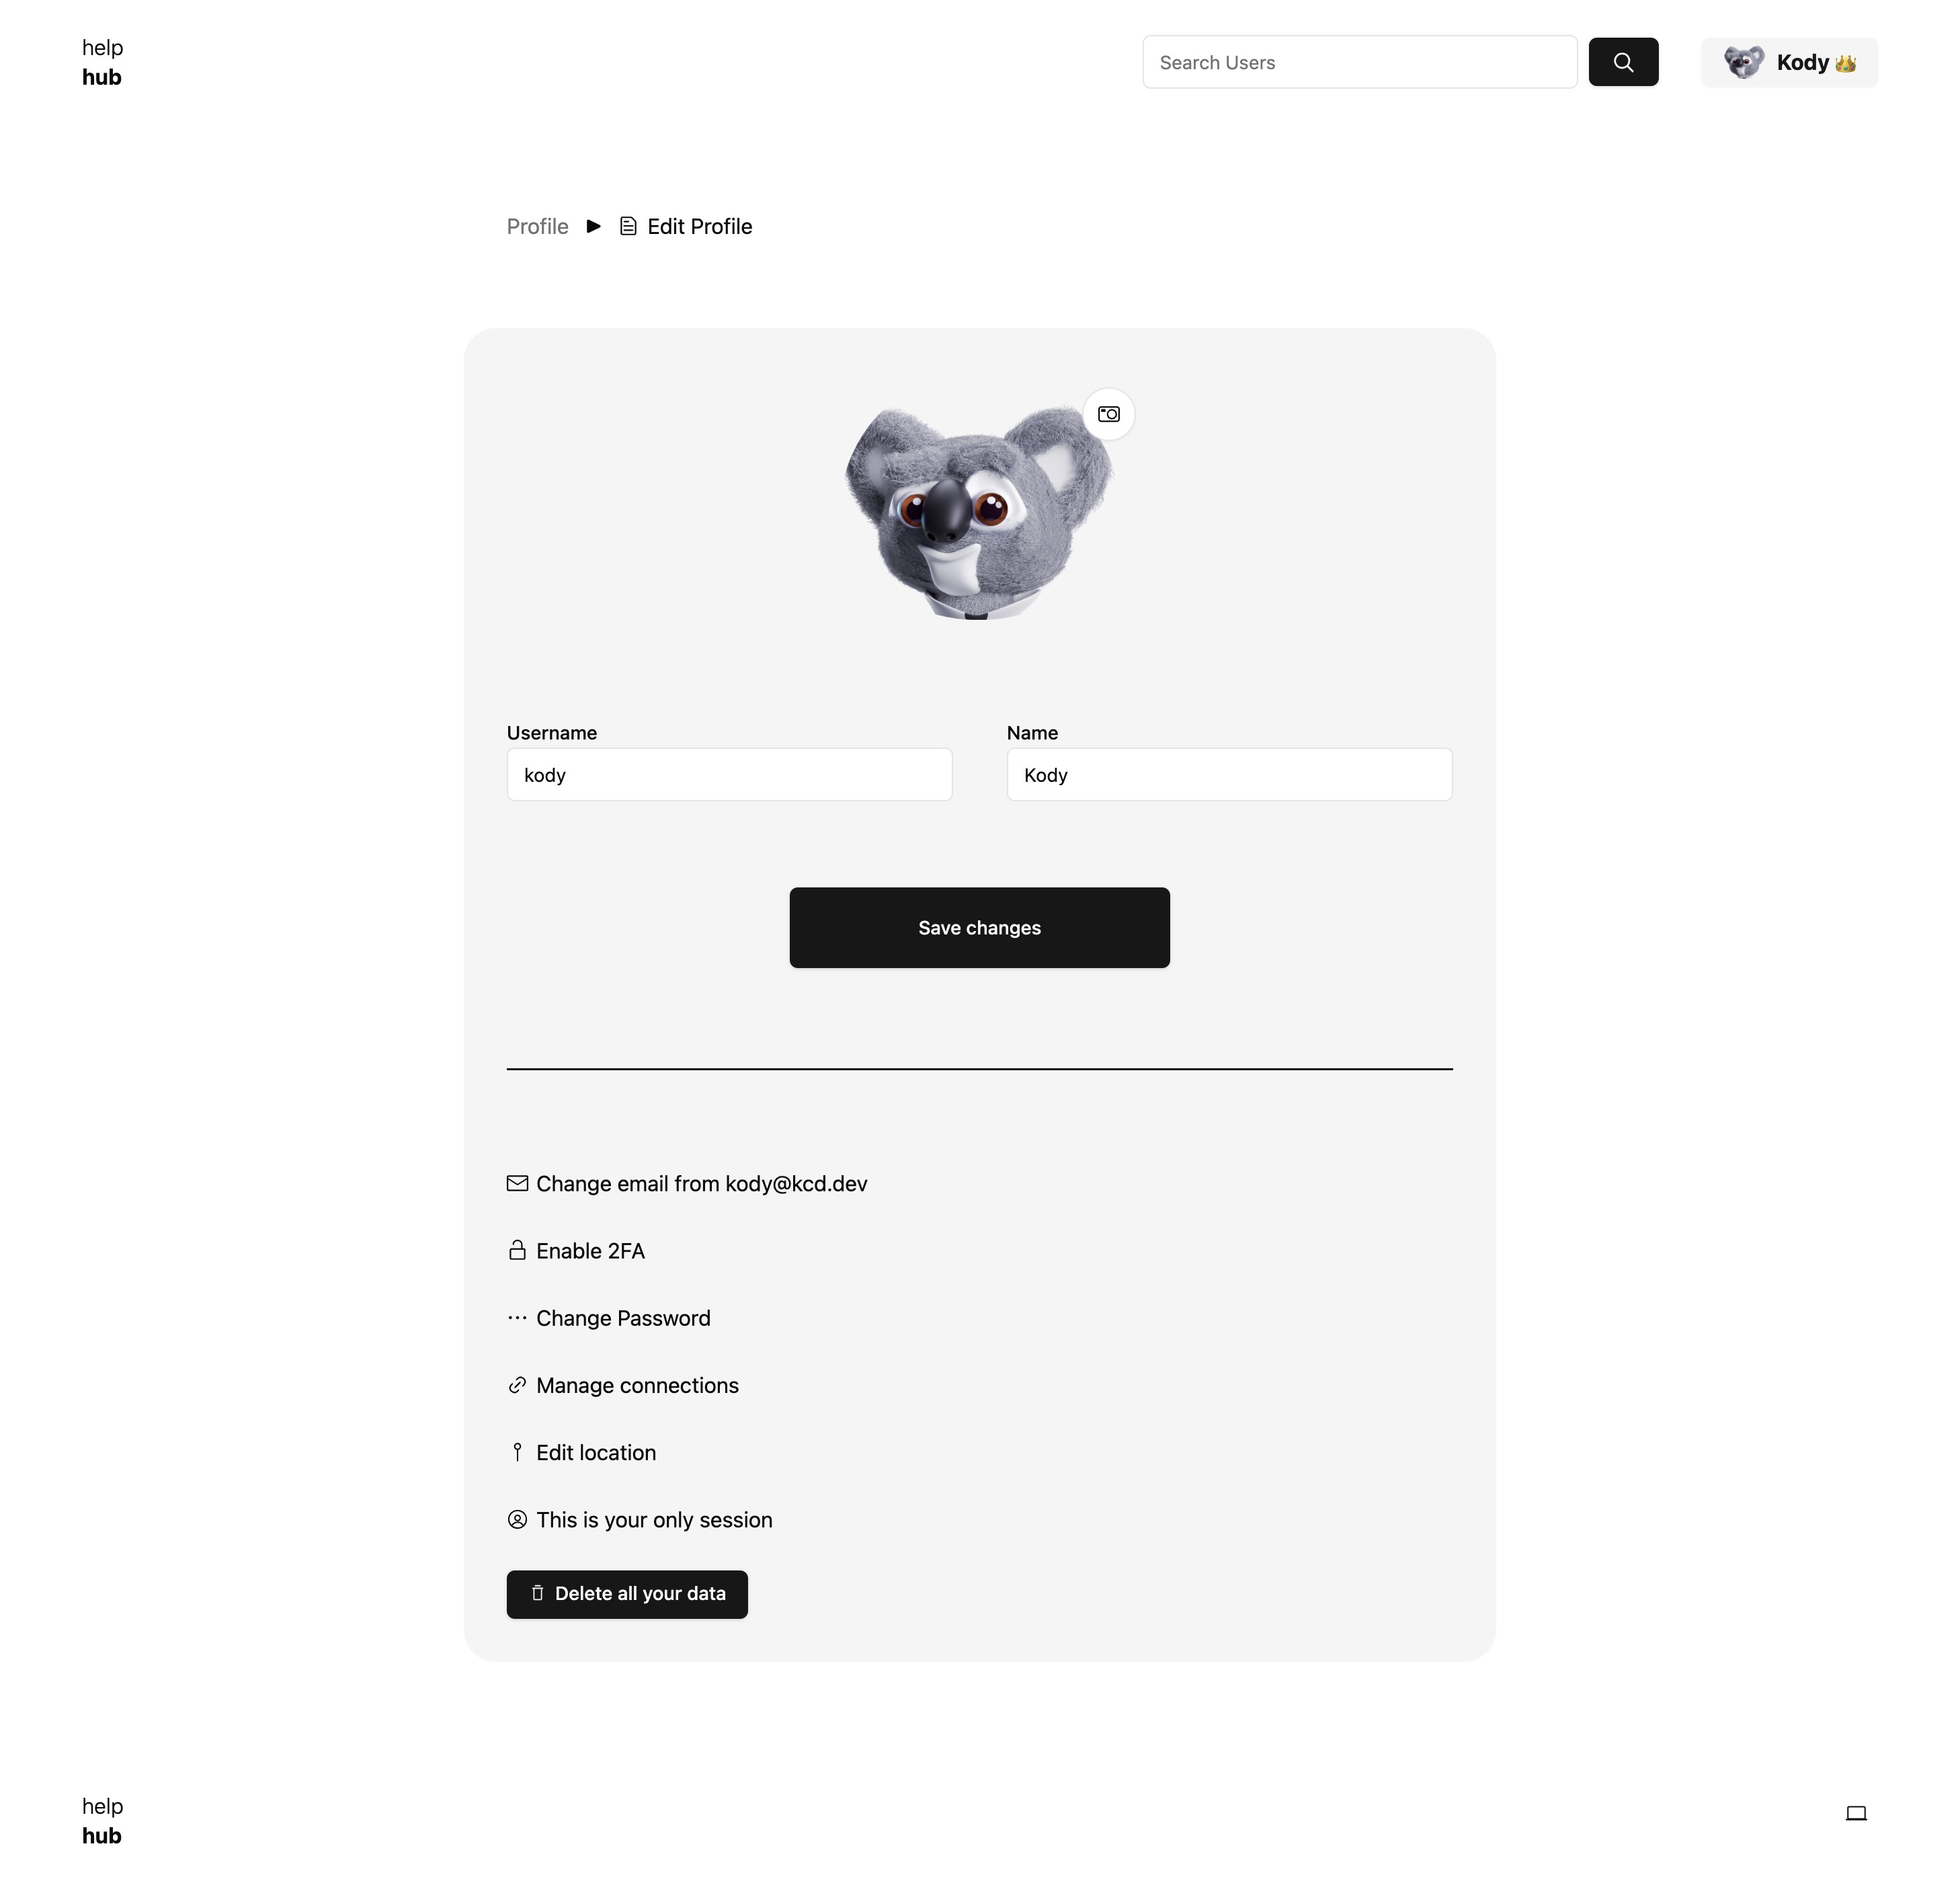 help
hub
Search Users
Kody 👑
Profile
Edit Profile
Username
Name
kody
Kody
Save changes
Change email from kody@kcd.dev
Enable 2FA
Change Password
Manage connections
Edit location
This is your only session
Delete all your data
help
hub